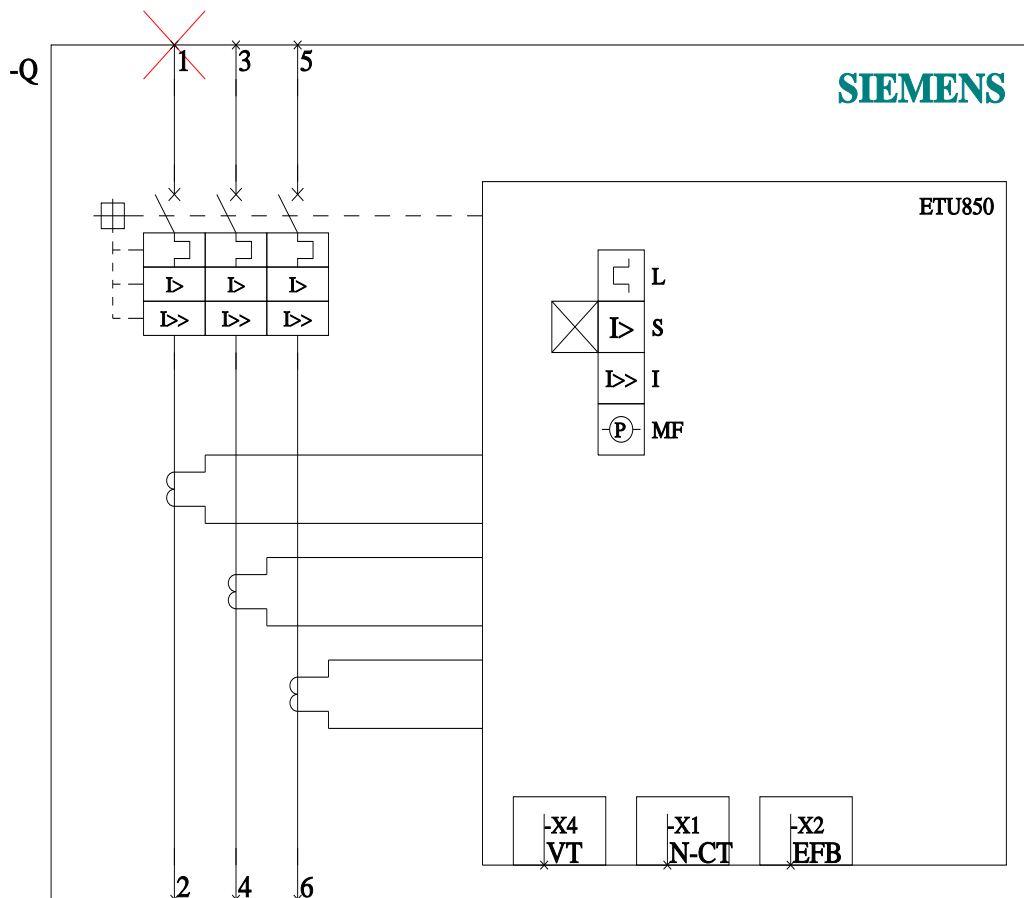 1 3 5
-Q
SIEMENS
ETU850
I> I> I>
I>> I>> I>>
L
I> S
I>> I
P MF
-X4 -X1 -X2
VT N-CT EFB
2 4 6